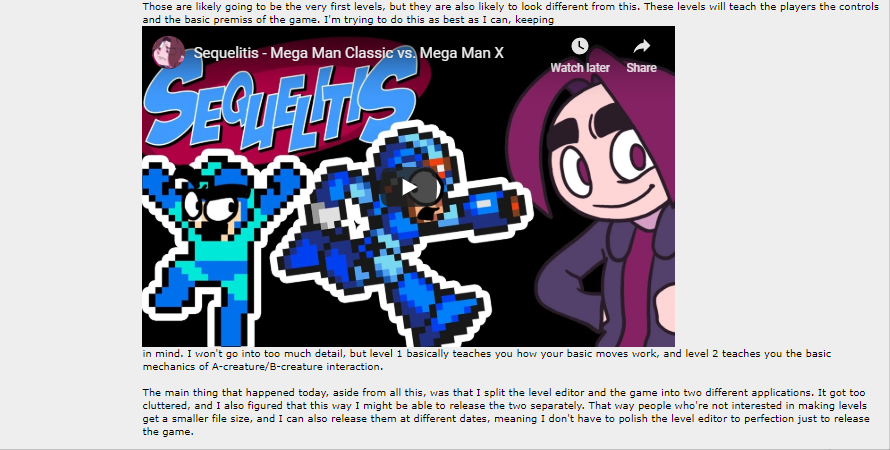 Those are likely going to be the very first levels, but they are also likely to look different from this. These levels will teach the players the controls
and the basic premiss of the game. I'm trying to do this as best as I can, keeping
Sequelitis - Mega Man Classic vs. Mega Man X
Watch later
Share
SEQUELITIS
in mind. I won't go into too much detail, but level 1 basically teaches you how your basic moves work, and level 2 teaches you the basic
mechanics of A-creature/B-creature interaction.
The main thing that happened today, aside from all this, was that I split the level editor and the game into two different applications. It got too
cluttered, and I also figured that this way I might be able to release the two separately. That way people who're not interested in making levels
get a smaller file size, and I can also release them at different dates, meaning I don't have to polish the level editor to perfection just to release
the game.